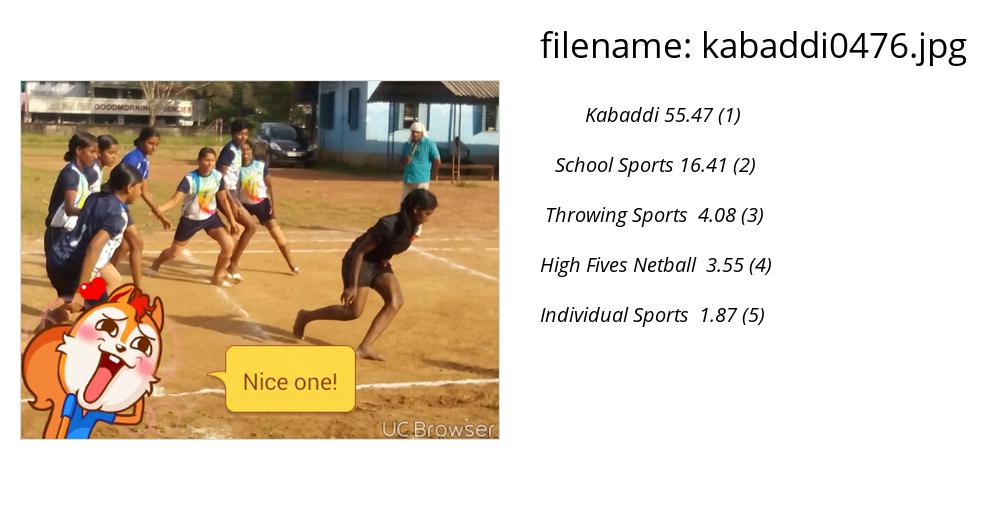 filename: kabaddi0476.jpg
Kabaddi 55.47 (1)
School Sports 16.41 (2)
Throwing Sports 4.08 (3)
High Fives Netball 3.55 (4)
Individual Sports 1.87 (5)
GOODMORNING AGENCIES
Nice one!
UC Browser